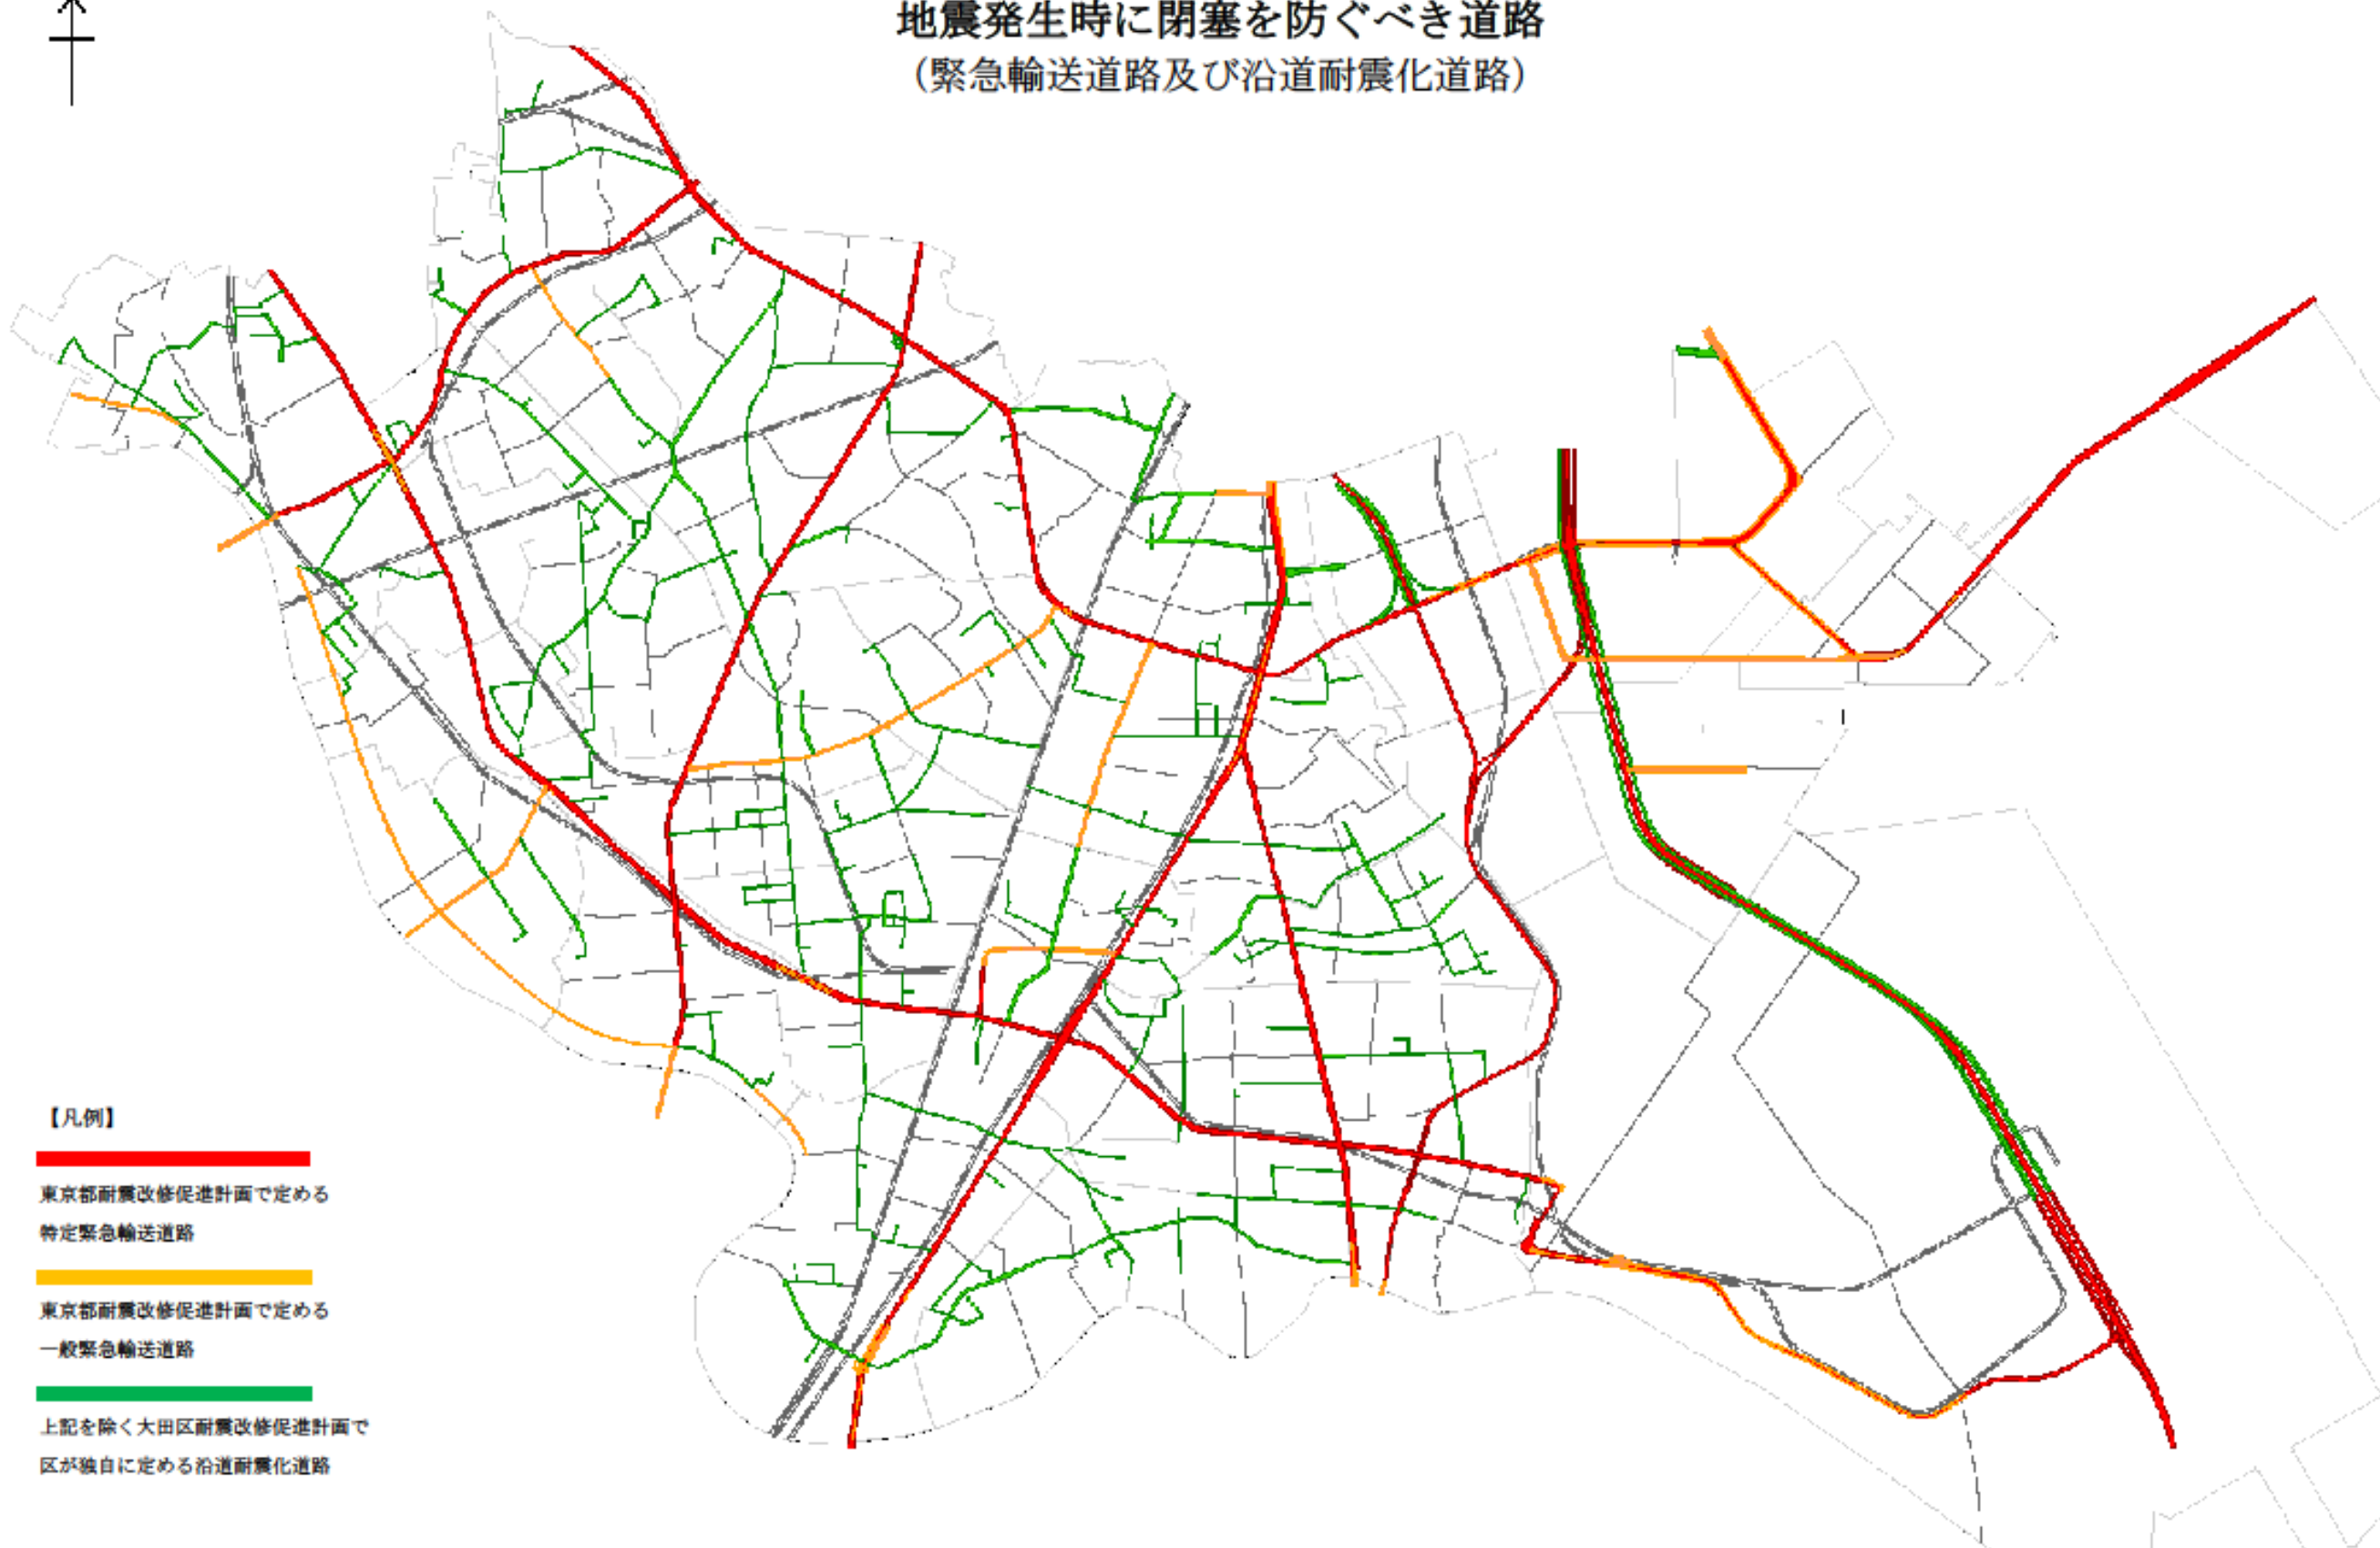 地震発生時に閉塞を防ぐべき道路
（緊急輸送道路及び沿道耐震化道路）
【凡例】
東京都耐震改修促進計画で定める
特定緊急輸送道路
東京都耐震改修促進計画で定める
一般緊急輸送道路
上記を除く大田区耐震改修促進計画で
区が独自に定める沿道耐震化道路